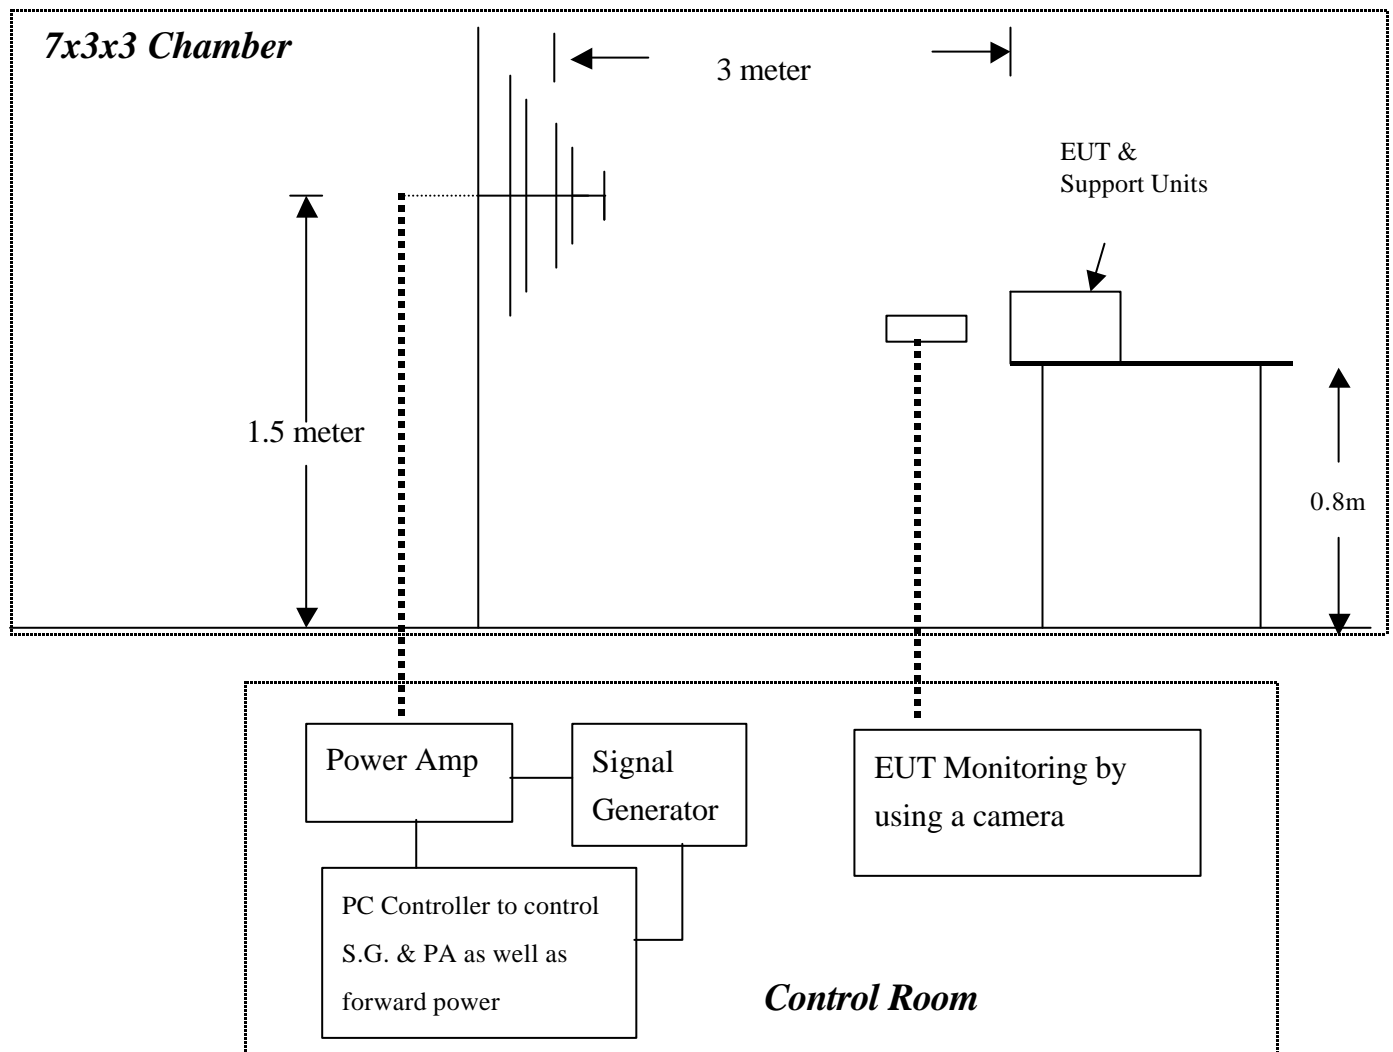 7x3x3 Chamber
3 meter
EUT &
Support Units
1.5 meter
0.8m
Power Amp
Signal
Generator
EUT Monitoring by
using a camera
PC Controller to control
S.G. & PA as well as
forward power
Control Room